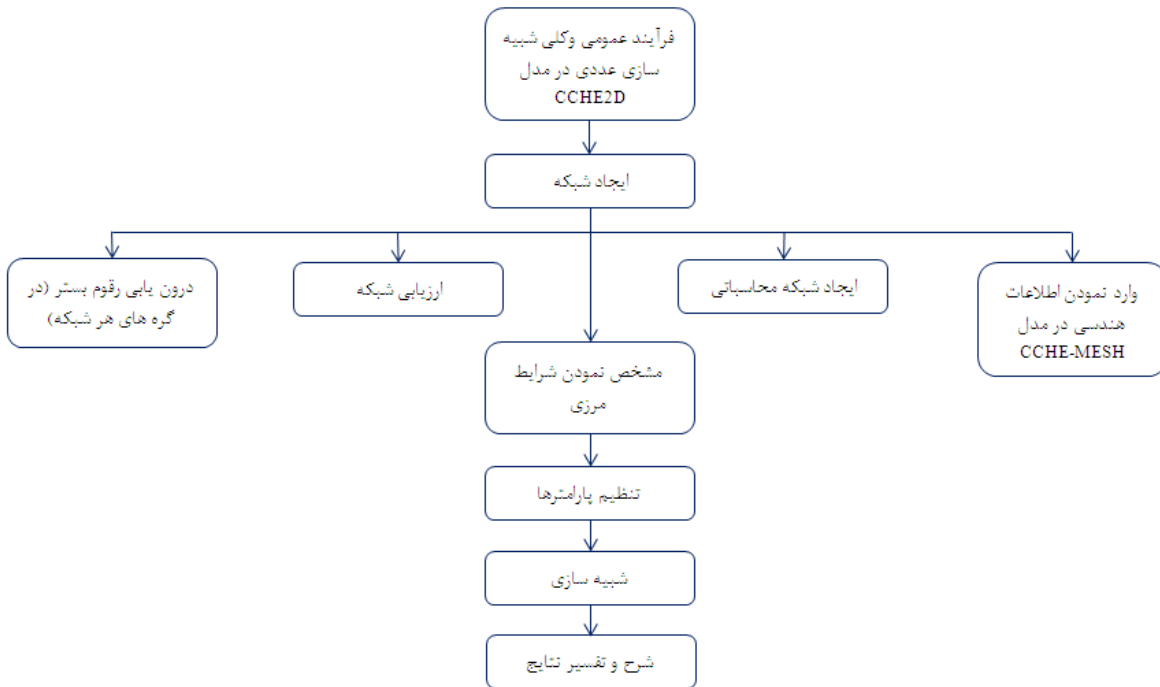 فرآیند عمومی وکلی شبیه
سازی عددی در مدل
CCHE2D
ایجاد شبکه
وارد نمودن اطلاعات
هندسی در مدل
CCHE-MESH
ایجاد شبکه محاسباتی
ارزیابی شبکه
درون یابی رقوم بستر (در
گره های هر شبکه)
مشخص نمودن شرایط
مرزی
تنظیم پارامترها
شبیه سازی
شرح و تفسیر نتایج